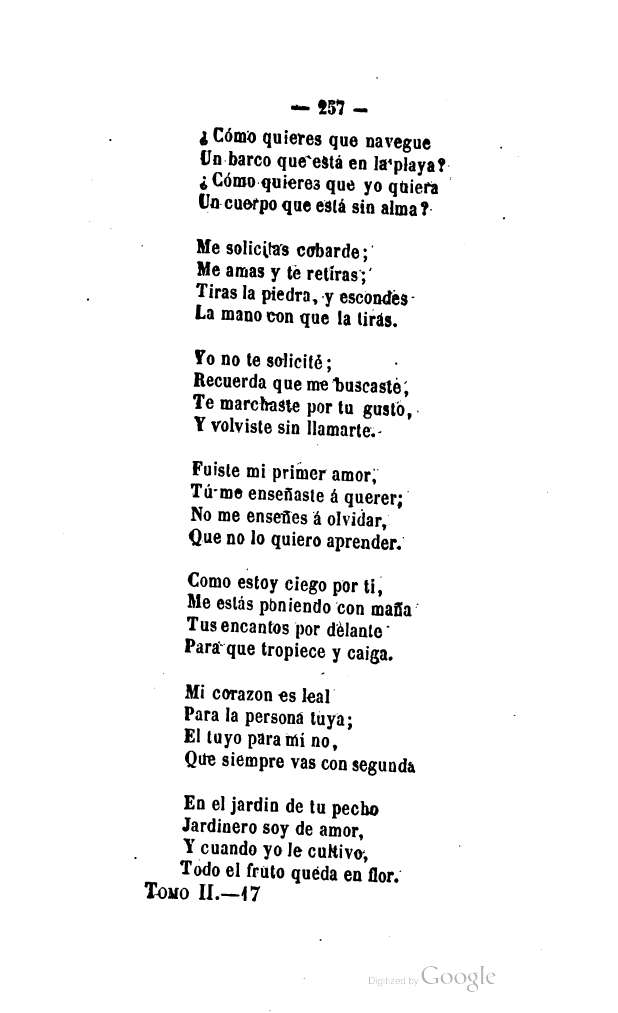 — 257 —
¿Cómo quieres que navegue
Un barco que está en la playa?
¿Cómo quieres que yo quiera
Un cuerpo que está sin alma?
Me solicitas cobarde;
Me amas y te retiras;
Tiras la piedra, y escondes
La mano con que la tiras.
Yo no te solicité;
Recuerda que me buscaste,
Te marchaste por tu gusto,
Y volviste sin llamarte.
Fuiste mi primer amor,
Tú me enseñaste á querer;
No me enseñes á olvidar,
Que no lo quiero aprender.
Como estoy ciego por ti,
Me estás poniendo con maña
Tus encantos por delante
Para que tropiece y caiga.
Mi corazon es leal
Para la persona tuya;
El tuyo para mi no,
Que siempre vas con segunda
En el jardin de tu pecho
Jardinero soy de amor,
Y cuando yo le cultivo,
Todo el fruto queda en flor.
TOMO II.—17
Digitized by Google